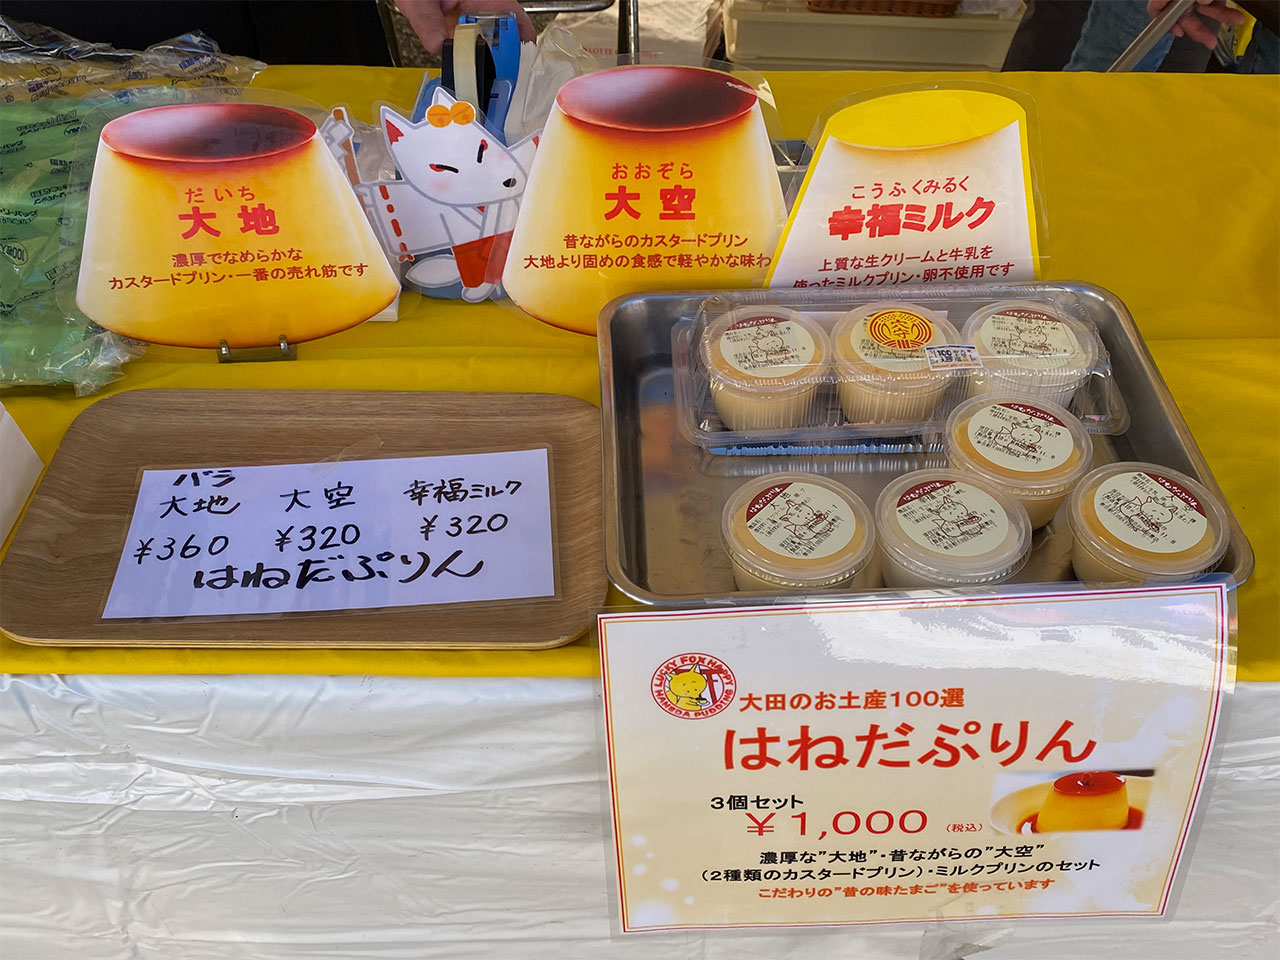 だいち
大地
濃厚でなめらかな
カスタードプリン・一番の売れ筋です
おおぞら
大空
昔ながらのカスタードプリン
大地より固めの食感で軽やかな味わ
こうふくみるく
幸福ミルク
上質な生クリームと牛乳を
使ったミルクプリン・卵不使用です
バラ
大地 大空 幸福ミルク
¥360 ¥320 ¥320
はねだぷりん
LUCKY FOX HAPPY
HANEDA PUDDING
大田のお土産100選
はねだぷりん
3個セット
¥1,000（税込）
濃厚な"大地"・昔ながらの"大空"
（2種類のカスタードプリン）・ミルクプリンのセット
こだわりの"昔の味たまご"を使っています